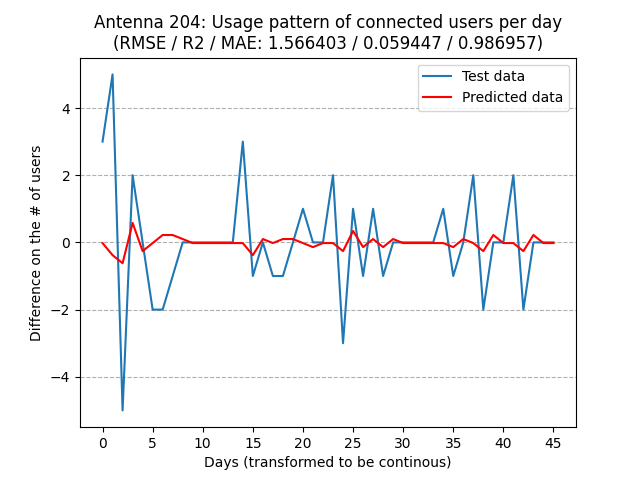 Antenna 204: Usage pattern of connected users per day
(RMSE / R2 / MAE: 1.566403 / 0.059447 / 0.986957)
Test data
Predicted data
Difference on the # of users
4
2
0
−2
−4
0 5 10 15 20 25 30 35 40 45
Days (transformed to be continous)